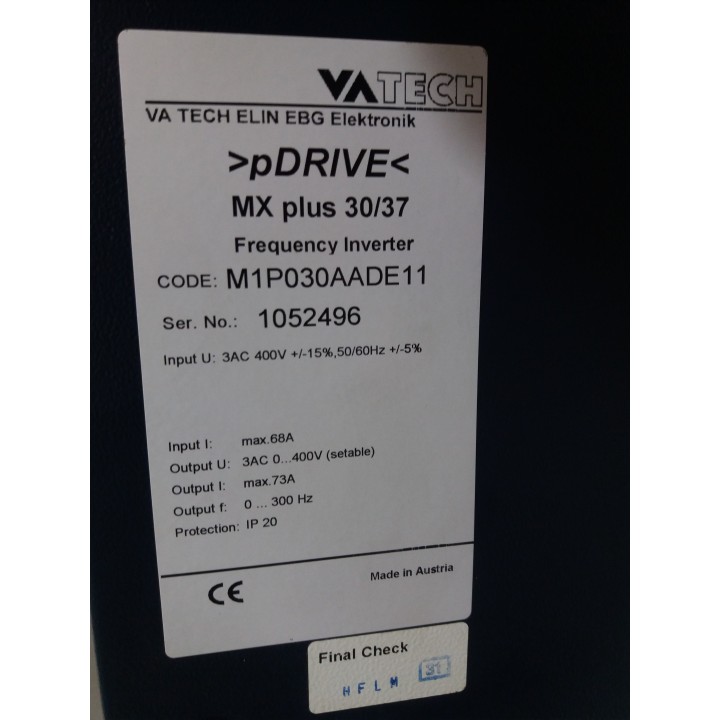 VA TECH
VA TECH ELIN EBG Elektronik
>pDRIVE<
MX plus 30/37
Frequency Inverter
CODE: M1P030AADE11
Ser. No.: 1052496
Input U: 3AC 400V +/-15%,50/60Hz +/-5%
Input I: max.68A
Output U: 3AC 0...400V (setable)
Output I: max.73A
Output f: 0 ... 300 Hz
Protection: IP 20
CE
Made in Austria
Final Check
HFLM 31